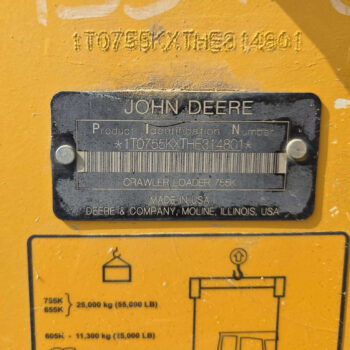 1T0755KXTHE314801
JOHN DEERE
Product Identification Number
*1T0755KXTHE314801*
CRAWLER LOADER 755K
MADE IN USA
DEERE & COMPANY, MOLINE, ILLINOIS, USA
755K
655K
25,000 kg (55,000 LB)
605K - 11,300 kg (25,000 LB)